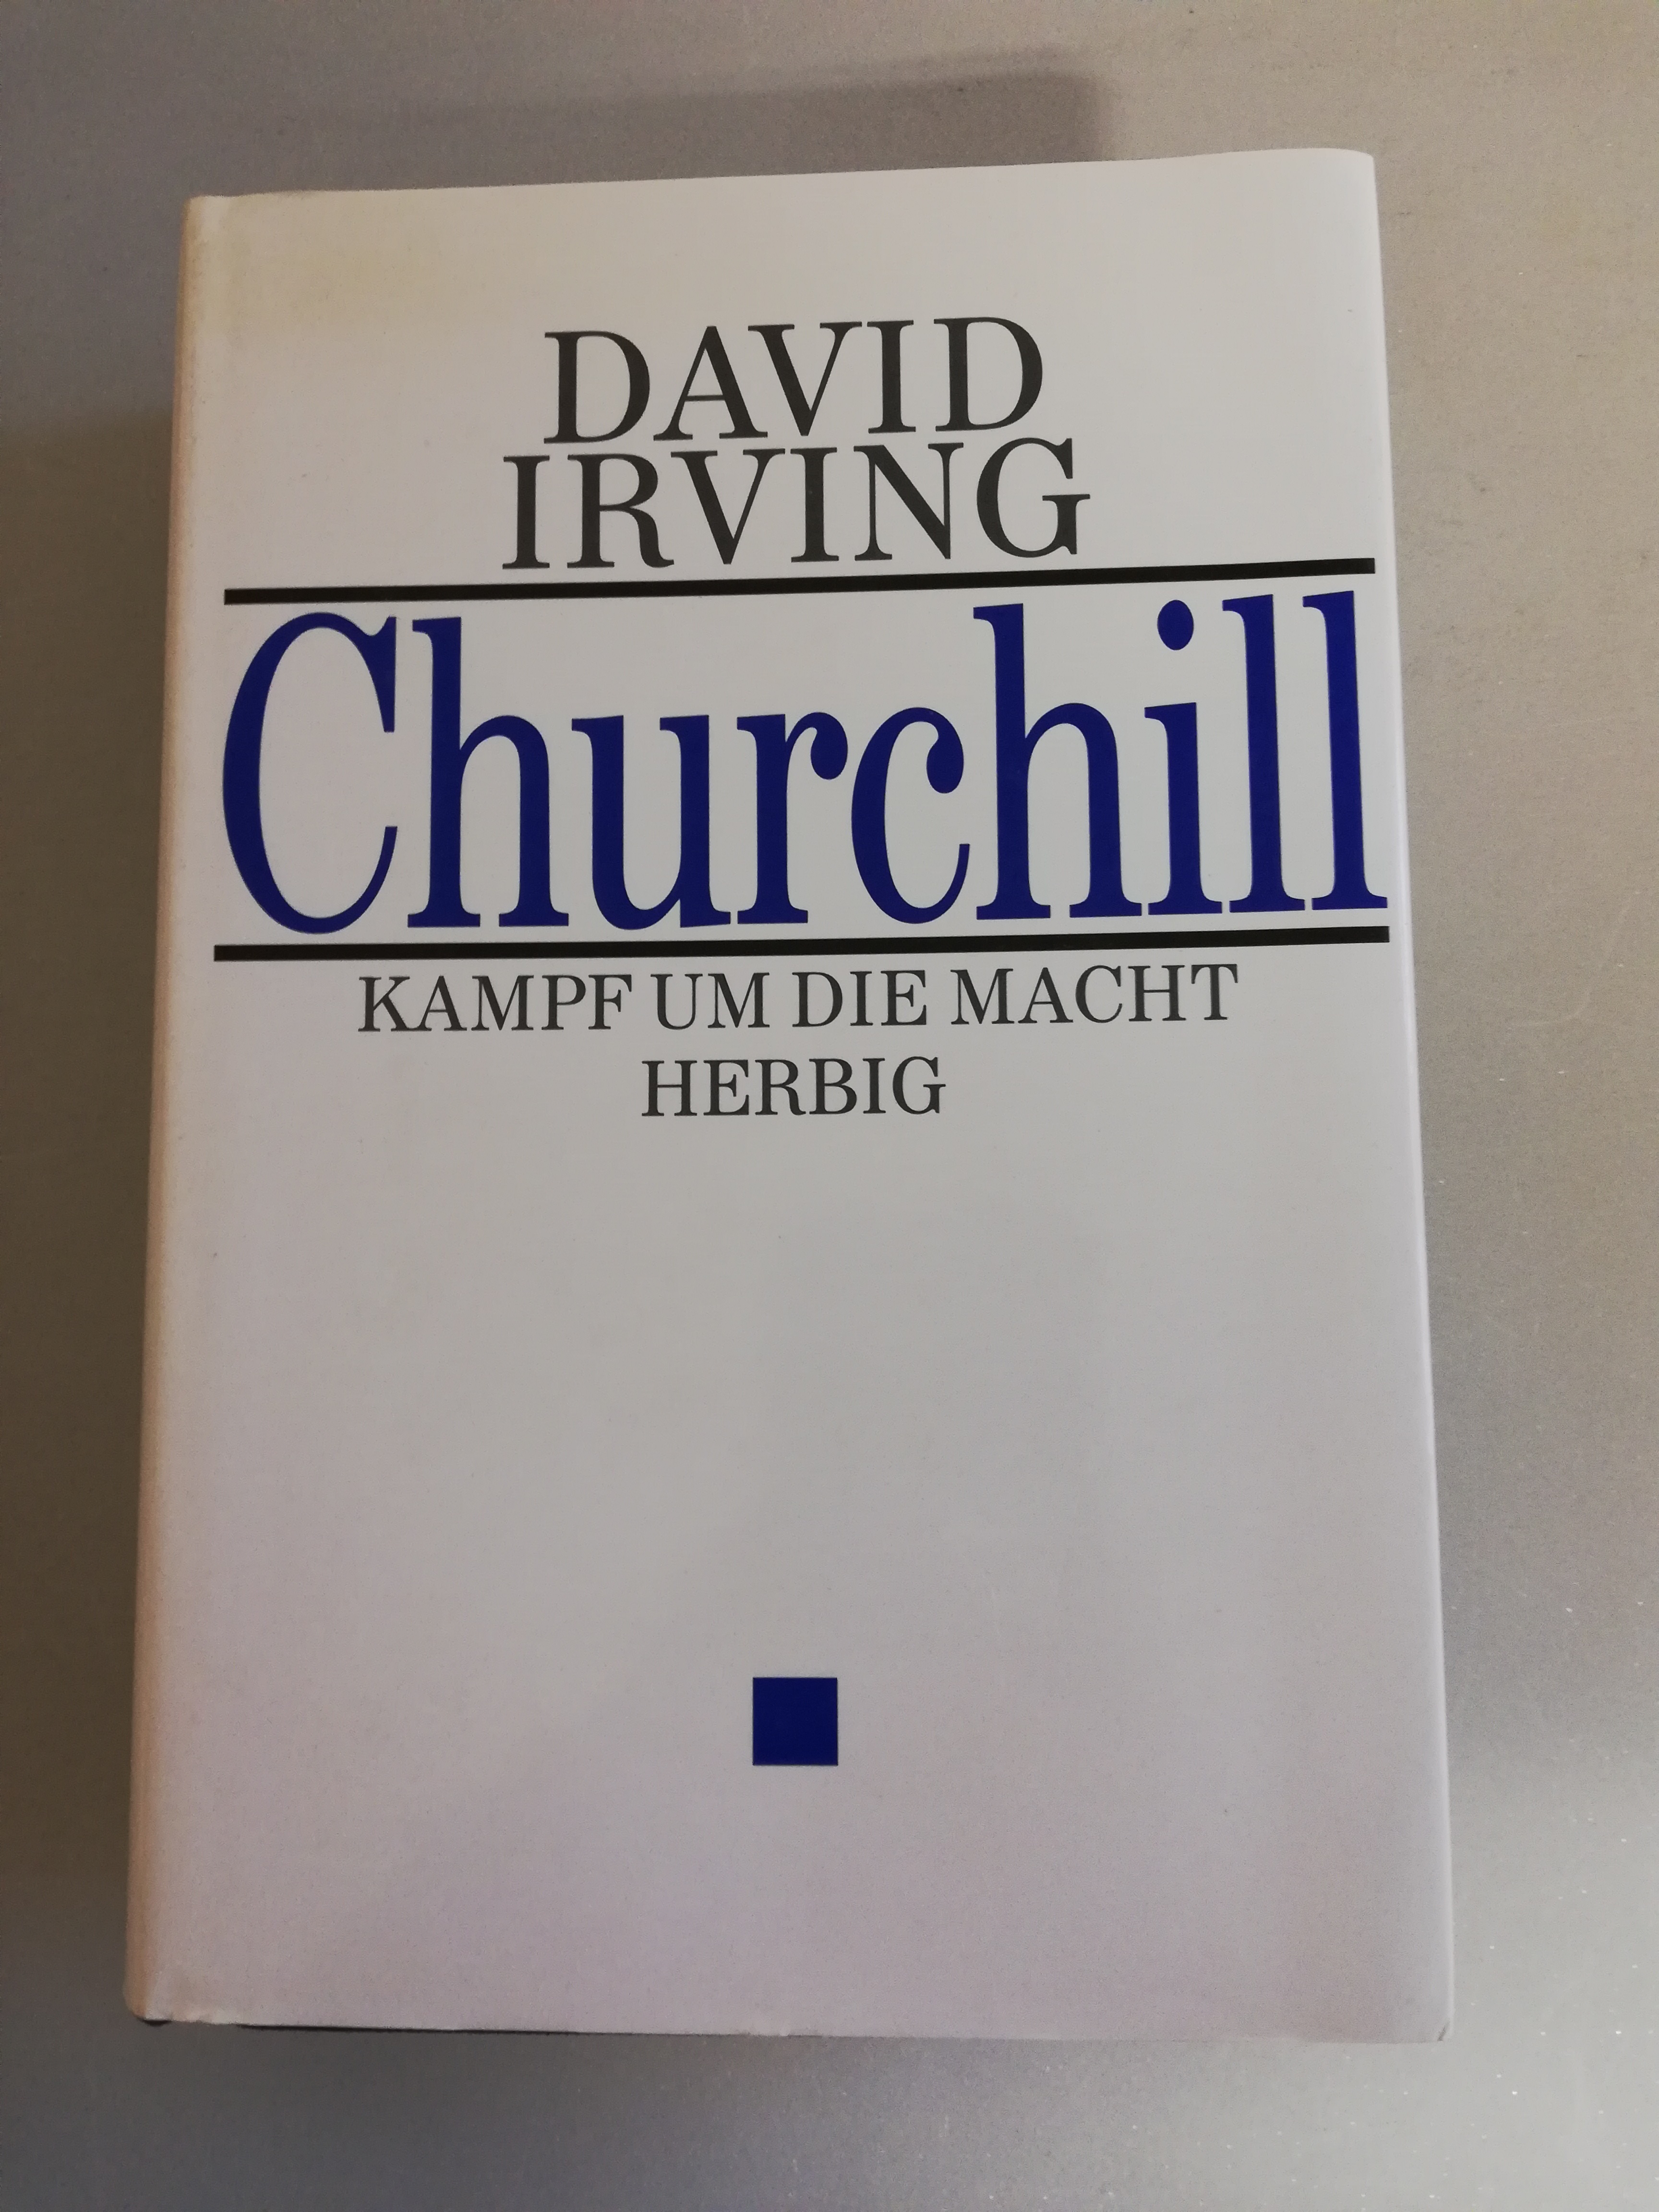 DAVID
IRVING
Churchill
KAMPF UM DIE MACHT
HERBIG